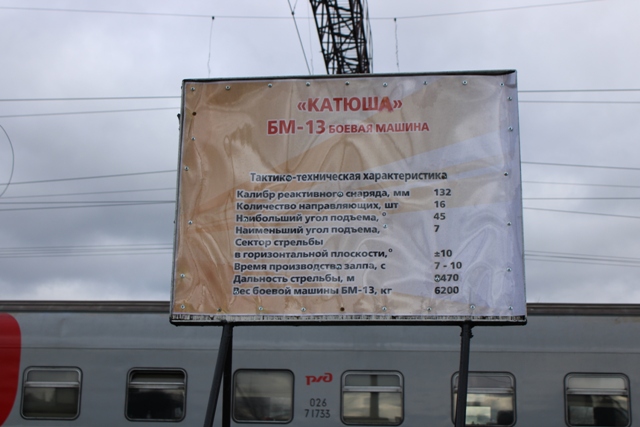 «КАТЮША»
БМ-13 БОЕВАЯ МАШИНА
Тактико-техническая характеристика
Калибр реактивного снаряда, мм 132
Количество направляющих, шт 16
Наибольший угол подъема,° 45
Наименьший угол подъема,° 7
Сектор стрельбы
в горизонтальной плоскости,° ±10
Время производства залпа, с 7 - 10
Дальность стрельбы, м 8470
Вес боевой машины БМ-13, кг 6200
ржд
026
71733